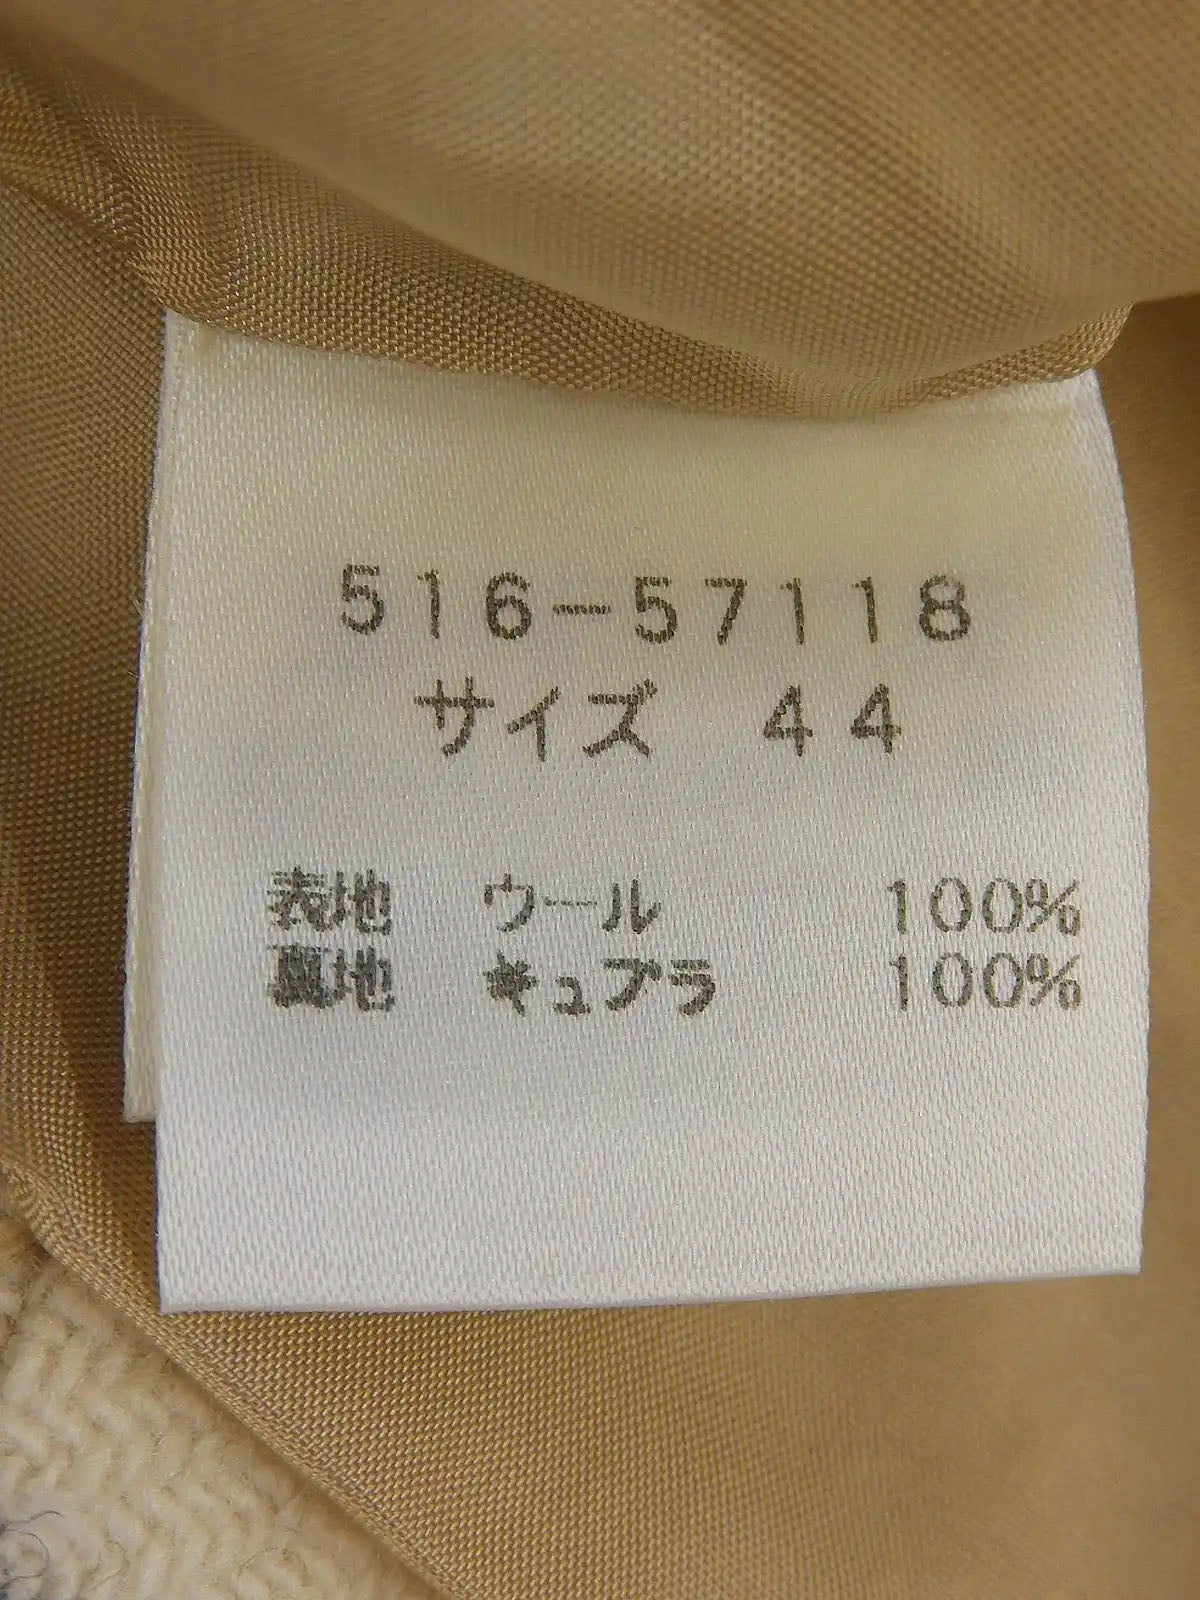 516-57118
サイズ 44
表地 ウール 100%
裏地 キュプラ 100%